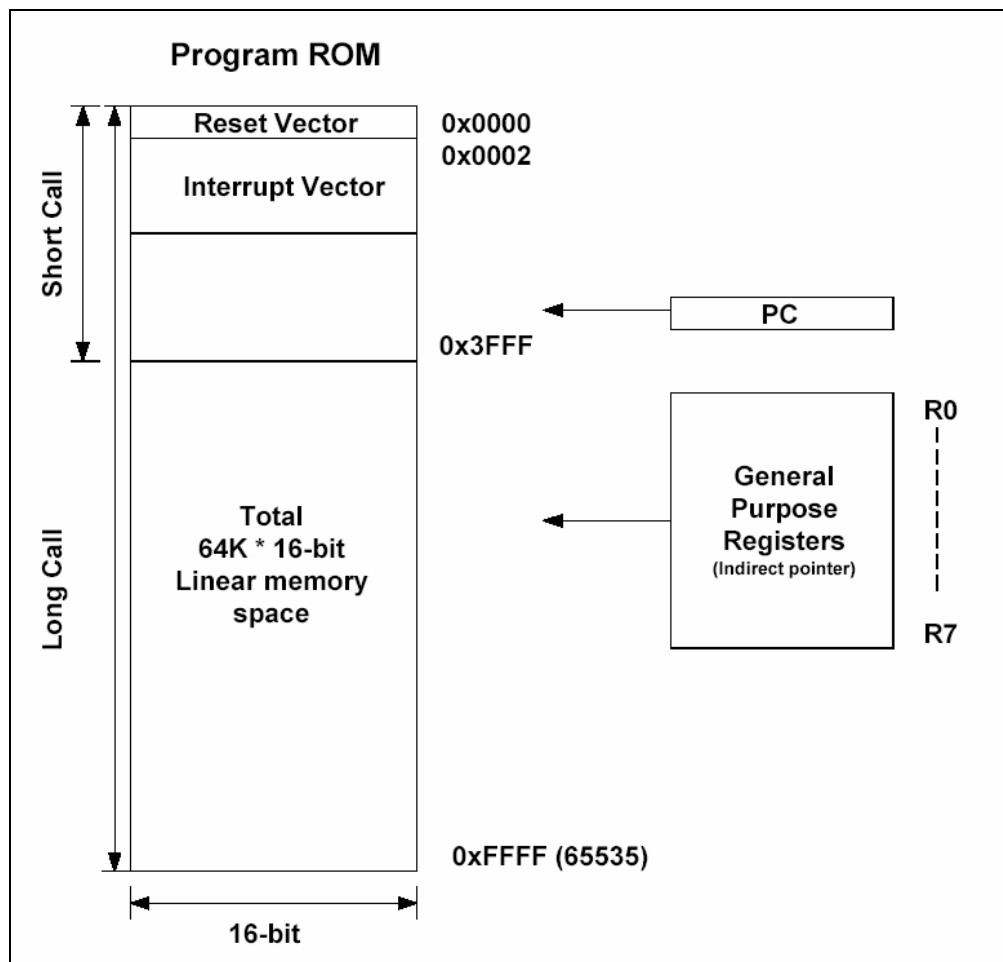 Program ROM
Reset Vector
0x0000
0x0002
Interrupt Vector
Short Call
0x3FFF
PC
Long Call
Total
64K * 16-bit
Linear memory
space
General
Purpose
Registers
(Indirect pointer)
R0
R7
0xFFFF (65535)
16-bit